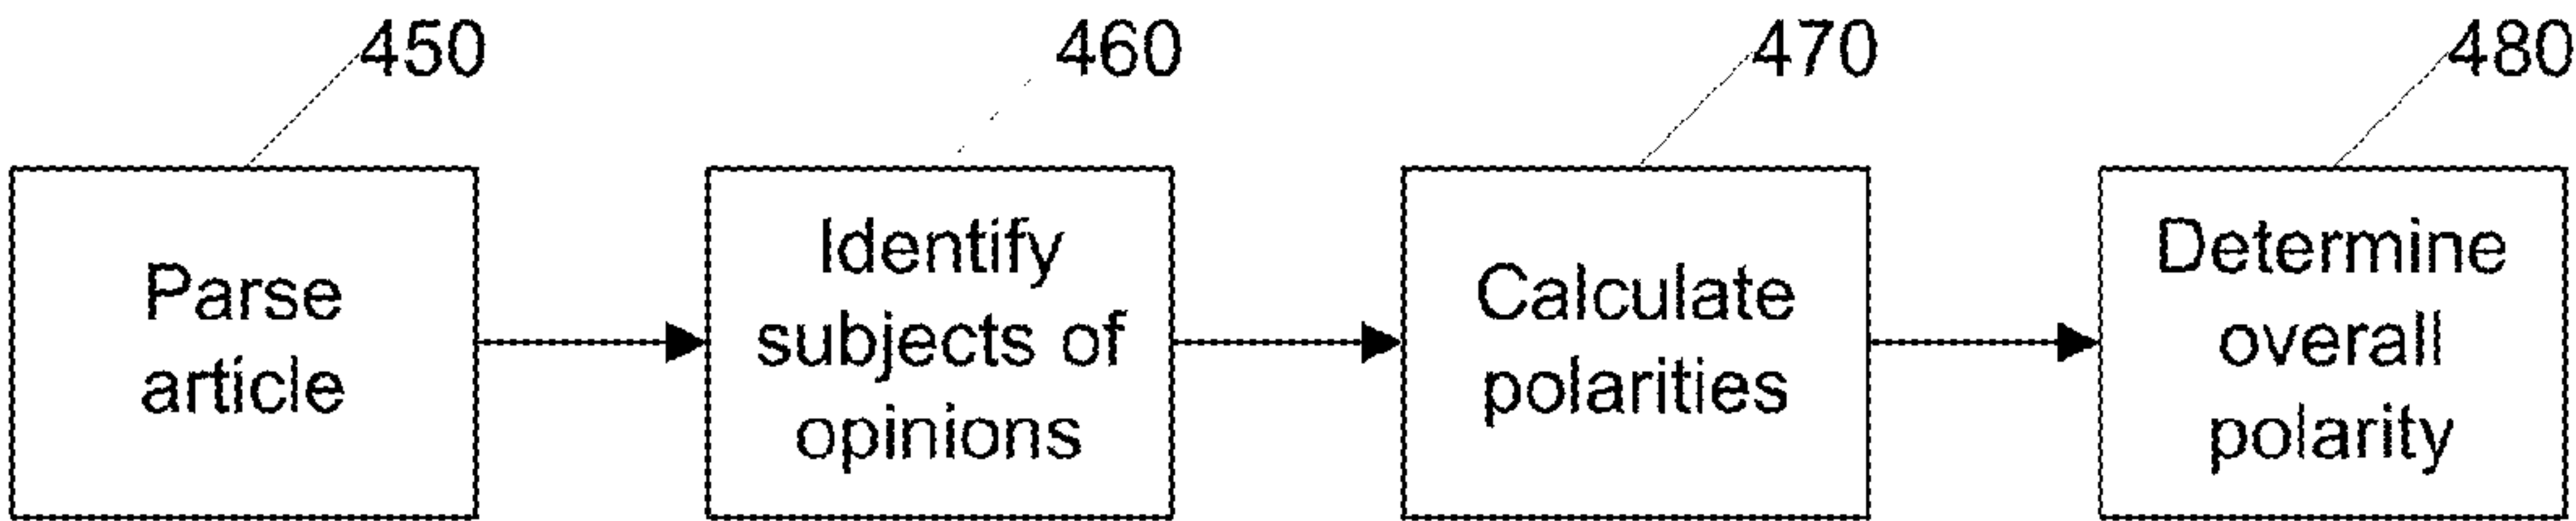 450
460
470
480
Parse
article
Identify
subjects of
opinions
Calculate
polarities
Determine
overall
polarity